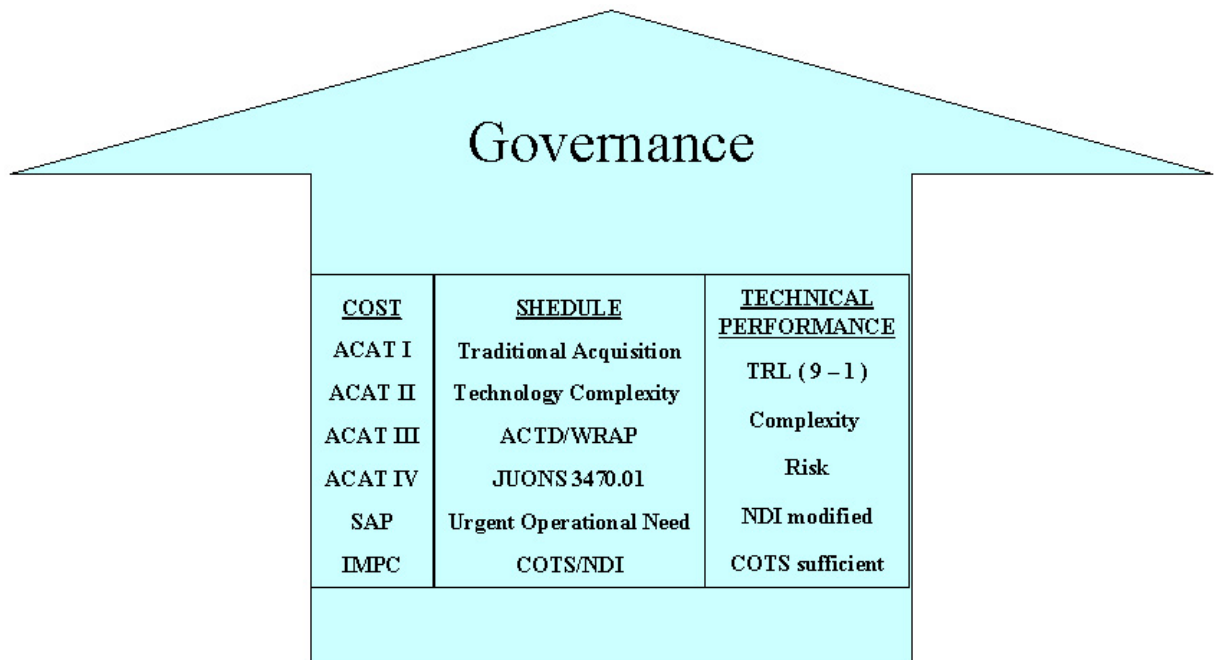 Governance
COST
ACAT I
ACAT II
ACAT III
ACAT IV
SAP
IMPC
SHEDULE
Traditional Acquisition
Technology Complexity
ACTD/WRAP
JUONS 3470.01
Urgent Operational Need
COTS/NDI
TECHNICAL
PERFORMANCE
TRL ( 9 – 1 )
Complexity
Risk
NDI modified
COTS sufficient